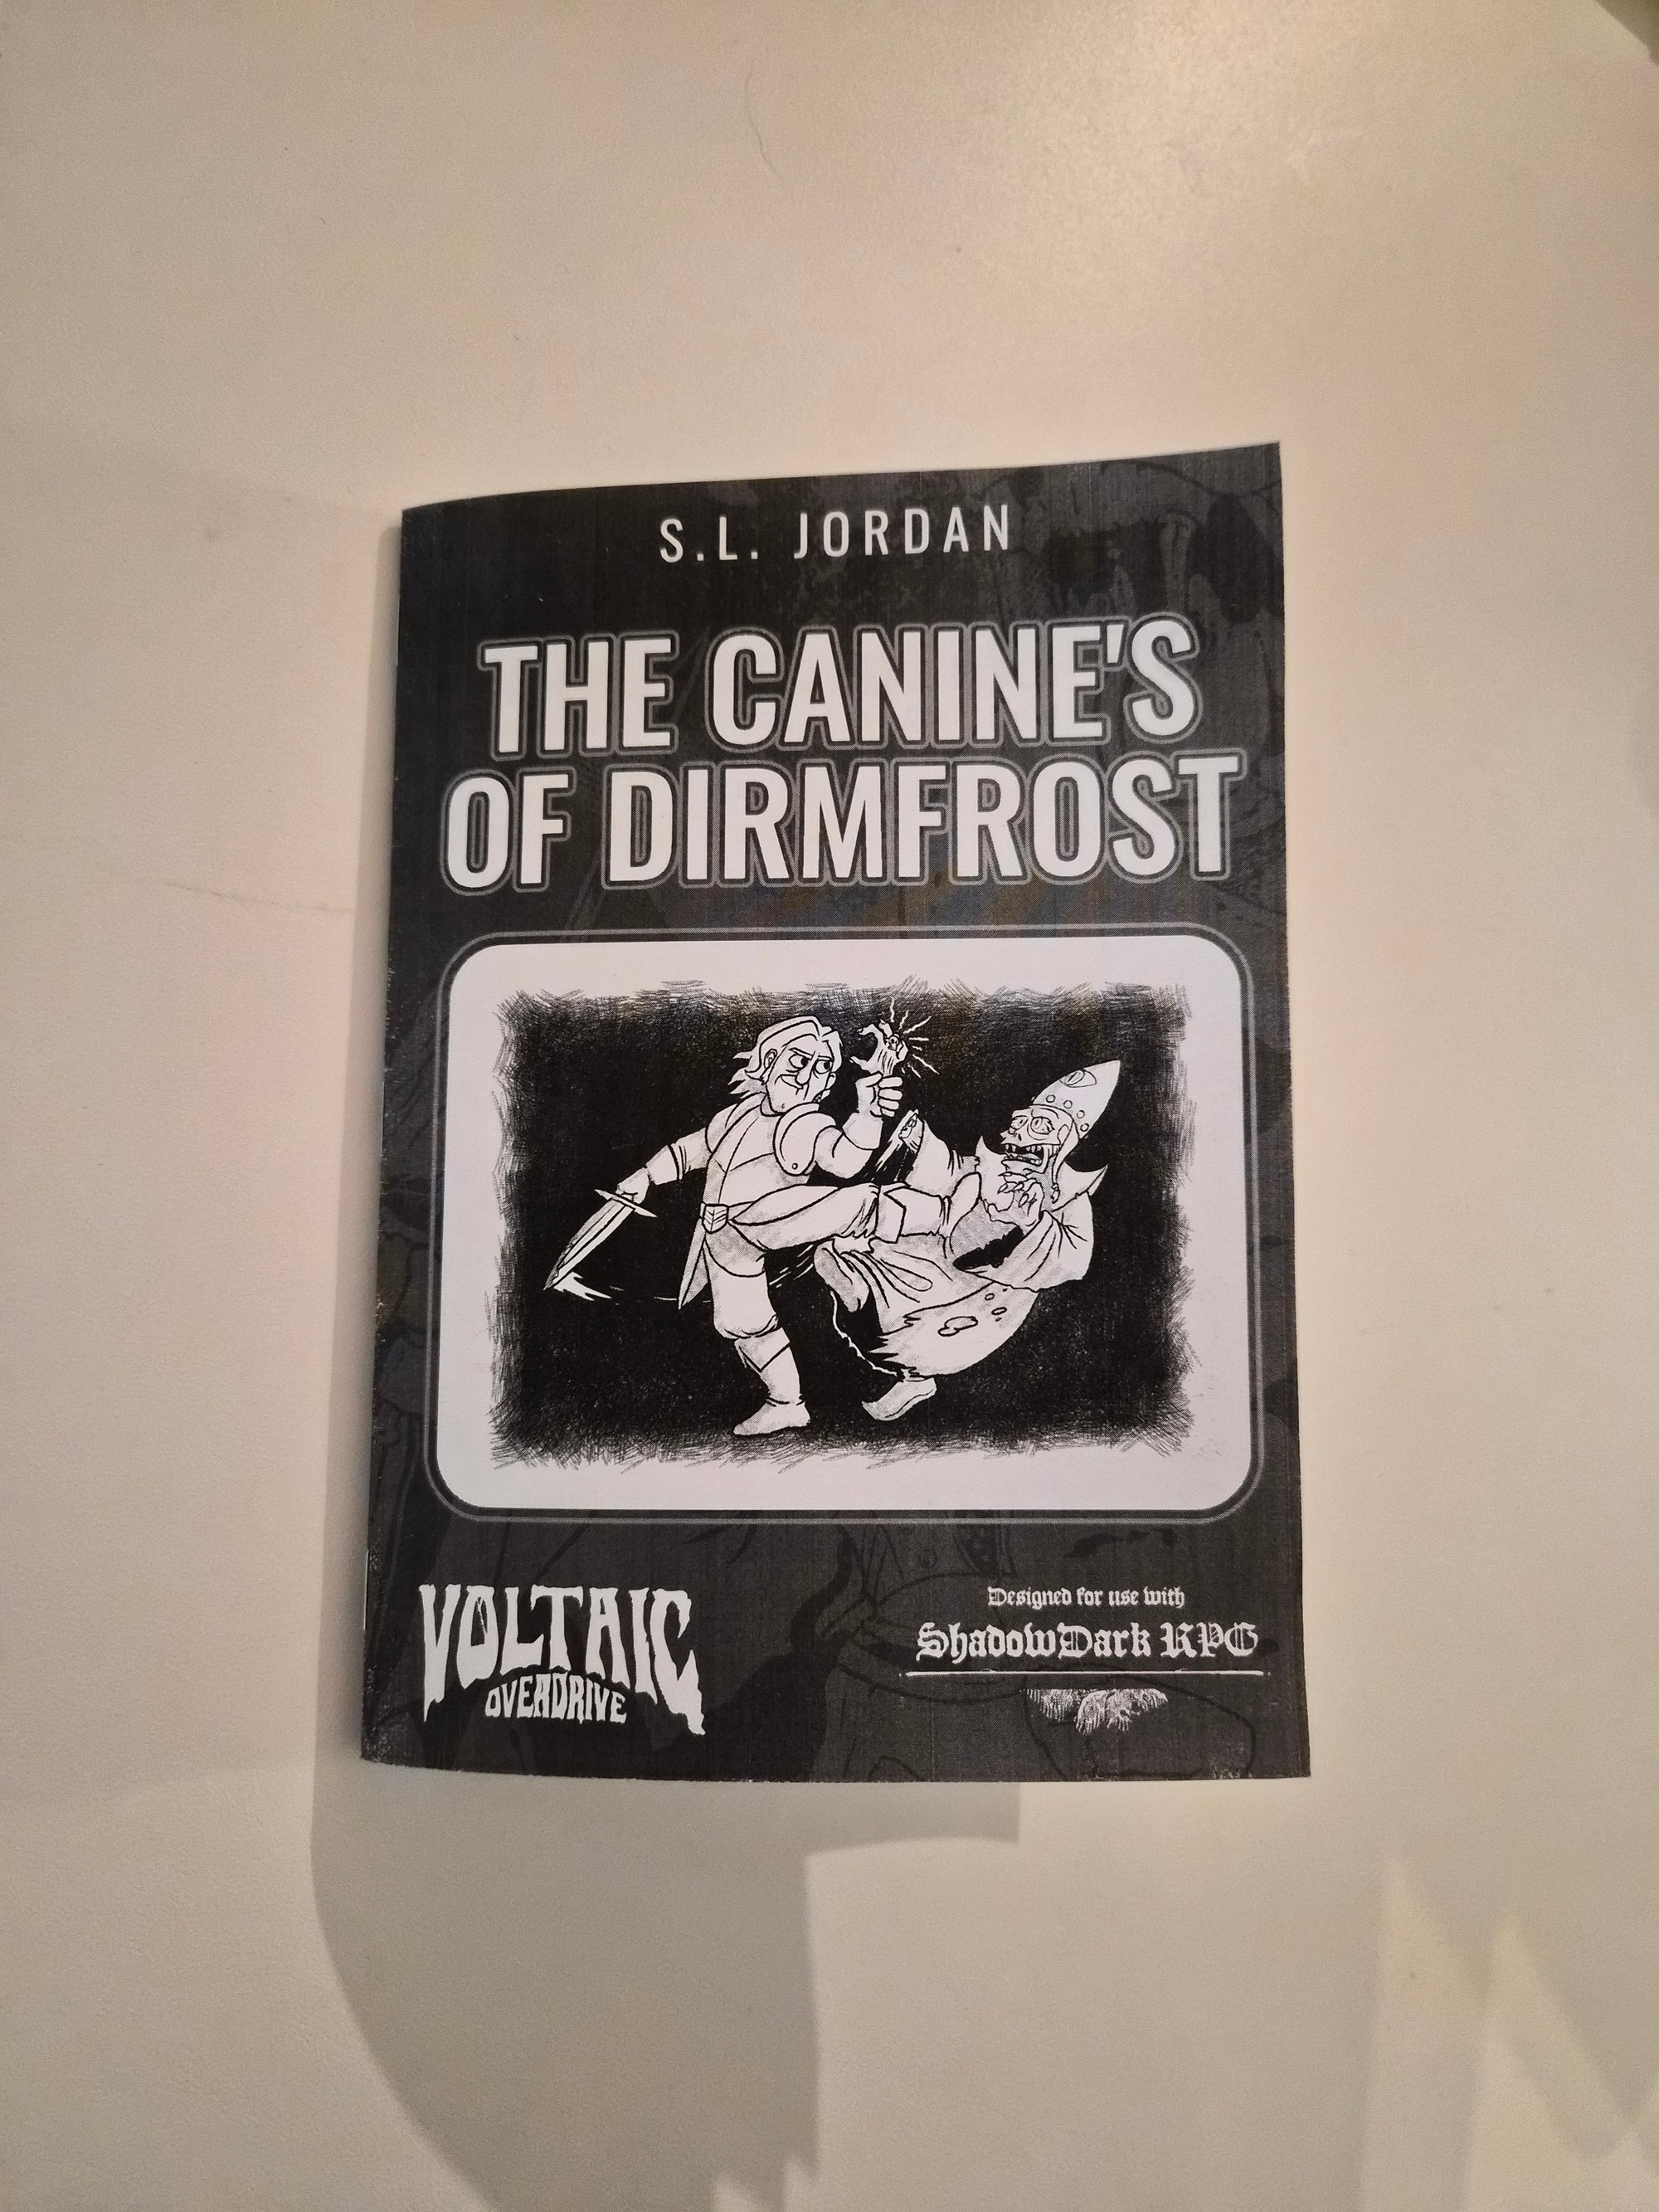 S.L. JORDAN
THE CANINE'S
OF DIRMFROST
VOLTAIC
OVERDRIVE
Designed for use with
ShadowDark RPG